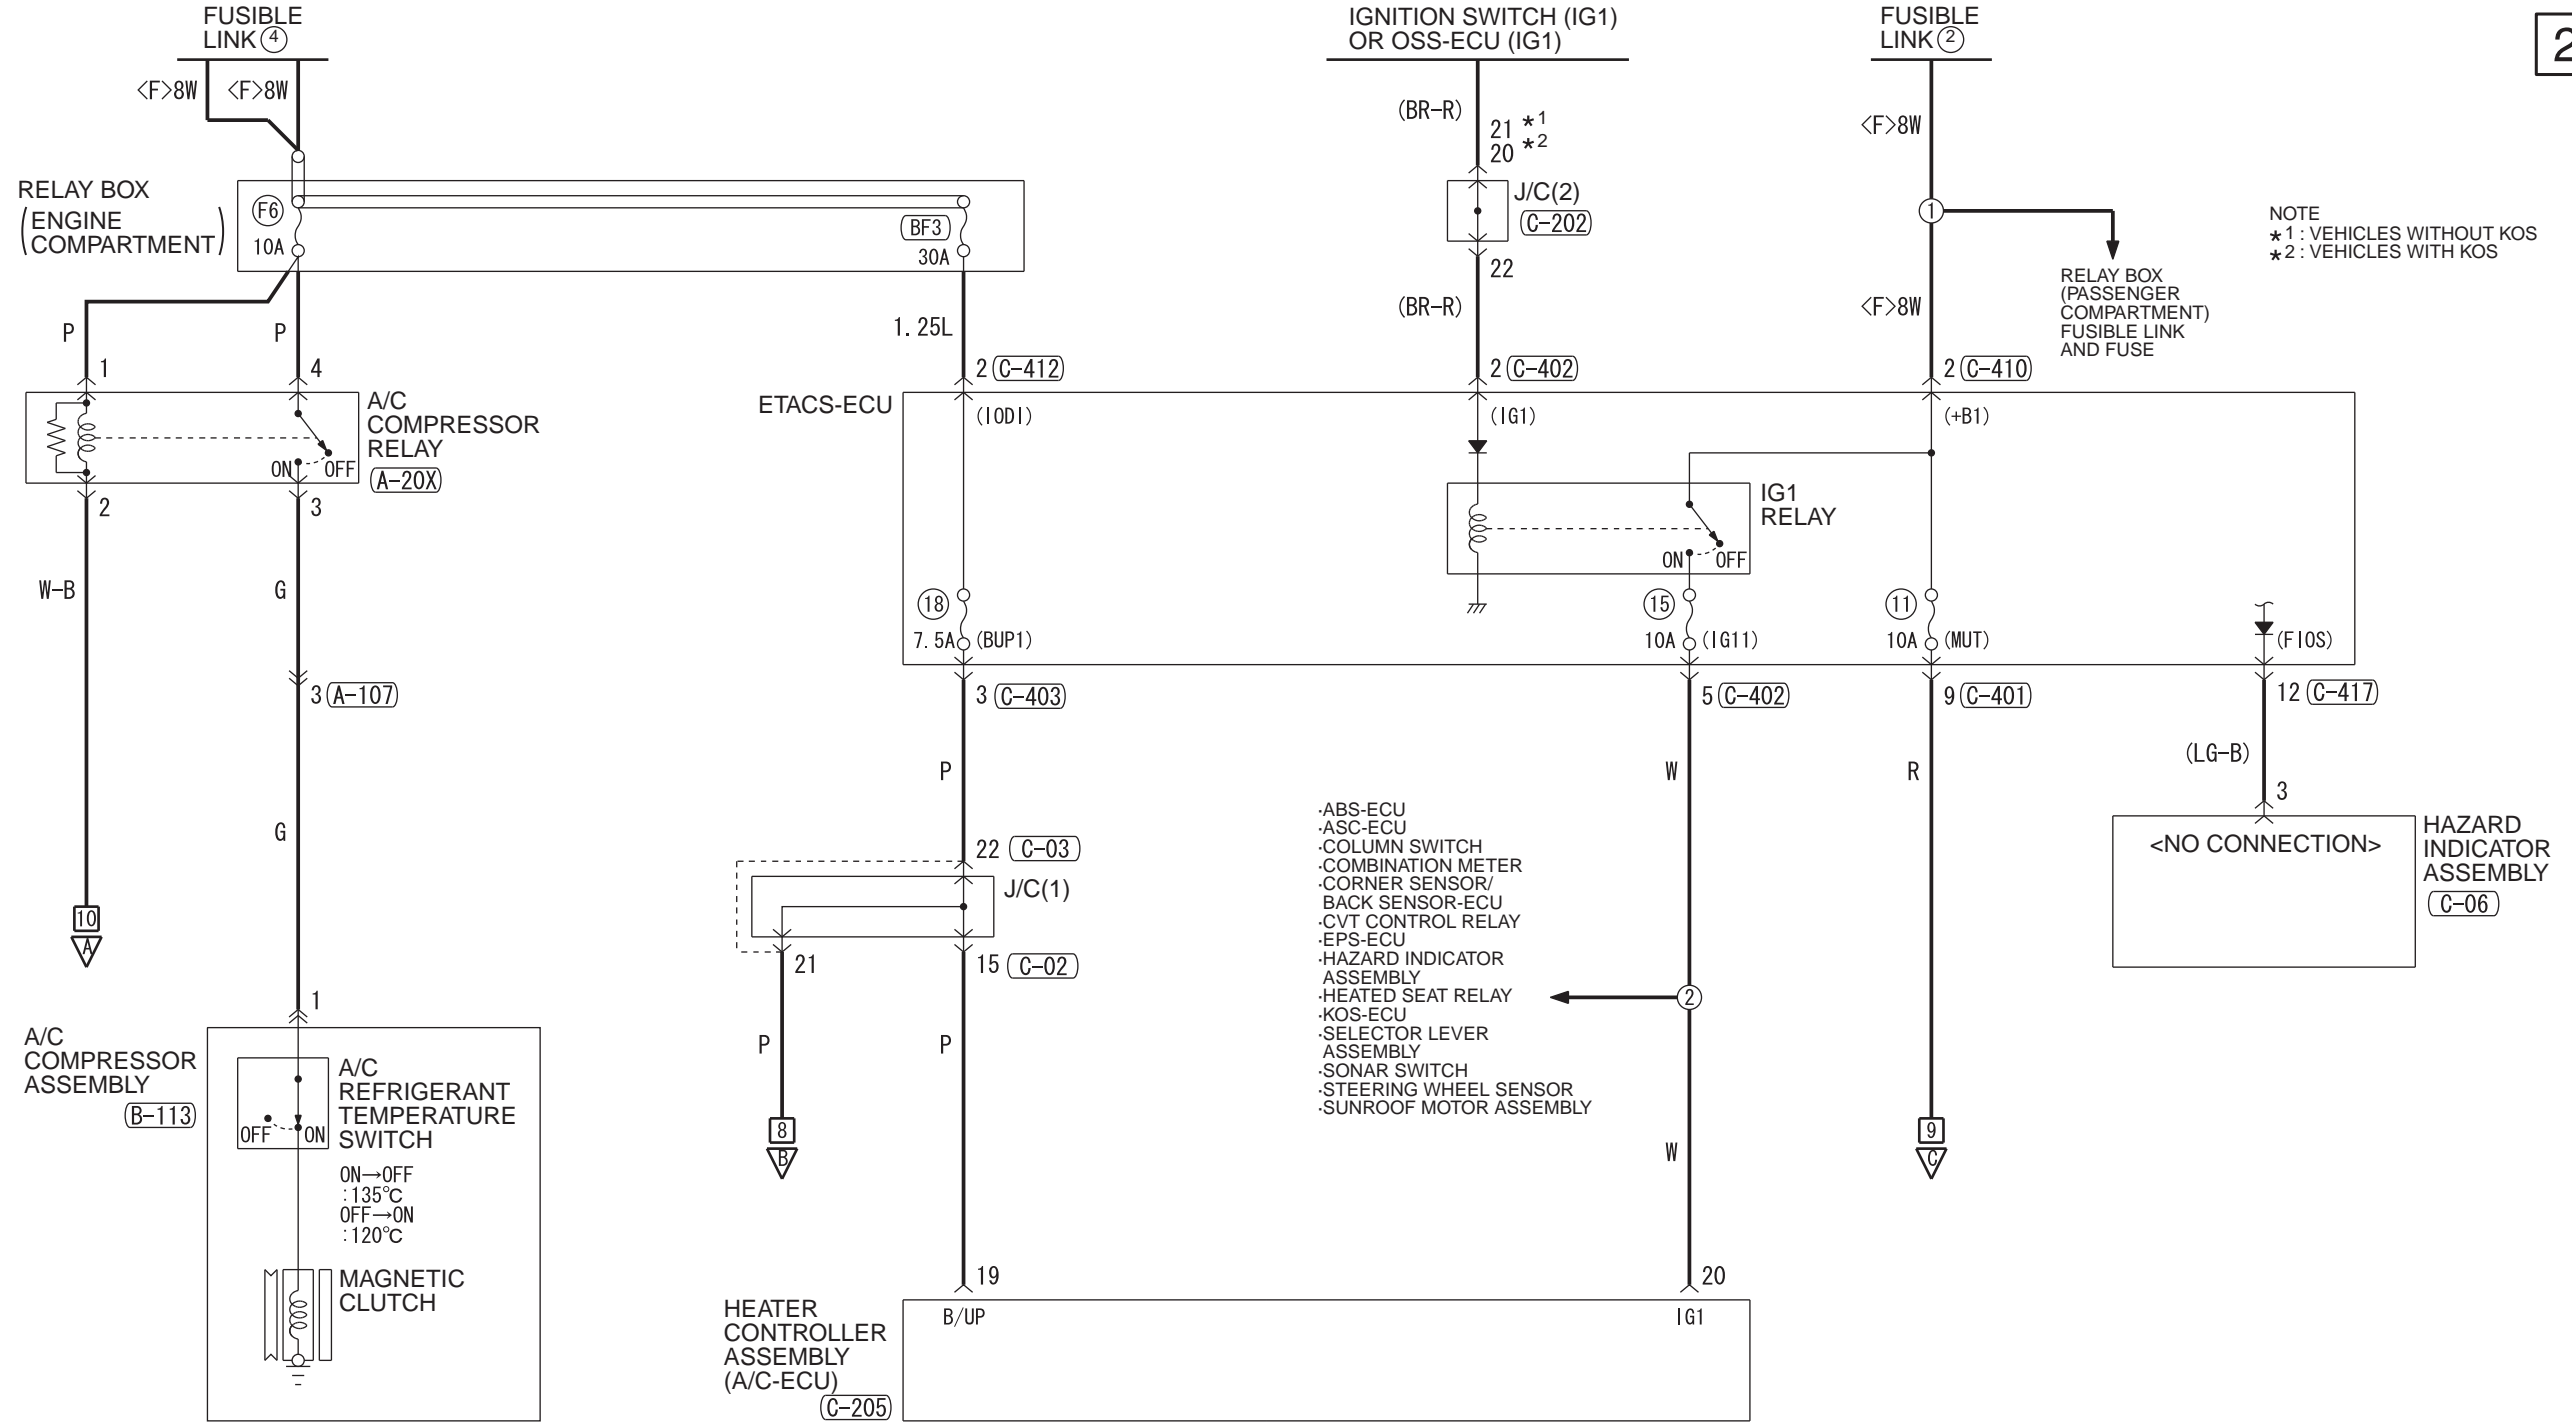 FUSIBLE
LINK ④
<F>8W
<F>8W
RELAY BOX
(ENGINE
COMPARTMENT)
F6
10A
BF3
30A
P
P
1.25L
1
4
A/C
COMPRESSOR
RELAY
A-20X
ON
OFF
2
3
W-B
G
3 A-107
G
10
A
1
A/C
COMPRESSOR
ASSEMBLY
B-113
A/C
REFRIGERANT
TEMPERATURE
SWITCH
OFF
ON
ON→OFF
:135℃
OFF→ON
:120℃
MAGNETIC
CLUTCH
IGNITION SWITCH (IG1)
OR OSS-ECU (IG1)
(BR-R)
21 *1
20 *2
J/C(2)
C-202
22
(BR-R)
FUSIBLE
LINK ②
<F>8W
1
<F>8W
RELAY BOX
(PASSENGER
COMPARTMENT)
FUSIBLE LINK
AND FUSE
2
NOTE
*1 : VEHICLES WITHOUT KOS
*2 : VEHICLES WITH KOS
ETACS-ECU
2 C-412
(IODI)
2 C-402
(IG1)
2 C-410
(+B1)
IG1
RELAY
ON
OFF
18
7.5A
(BUP1)
15
10A
(IG11)
11
10A
(MUT)
(FIOS)
3 C-403
5 C-402
9 C-401
12 C-417
P
W
R
(LG-B)
3
<NO CONNECTION>
HAZARD
INDICATOR
ASSEMBLY
C-06
22 C-03
J/C(1)
21
15 C-02
P
P
8
B
·ABS-ECU
·ASC-ECU
·COLUMN SWITCH
·COMBINATION METER
·CORNER SENSOR/
BACK SENSOR-ECU
·CVT CONTROL RELAY
·EPS-ECU
·HAZARD INDICATOR
ASSEMBLY
·HEATED SEAT RELAY
·KOS-ECU
·SELECTOR LEVER
ASSEMBLY
·SONAR SWITCH
·STEERING WHEEL SENSOR
·SUNROOF MOTOR ASSEMBLY
2
W
9
C
19
20
B/UP
IG1
HEATER
CONTROLLER
ASSEMBLY
(A/C-ECU)
C-205